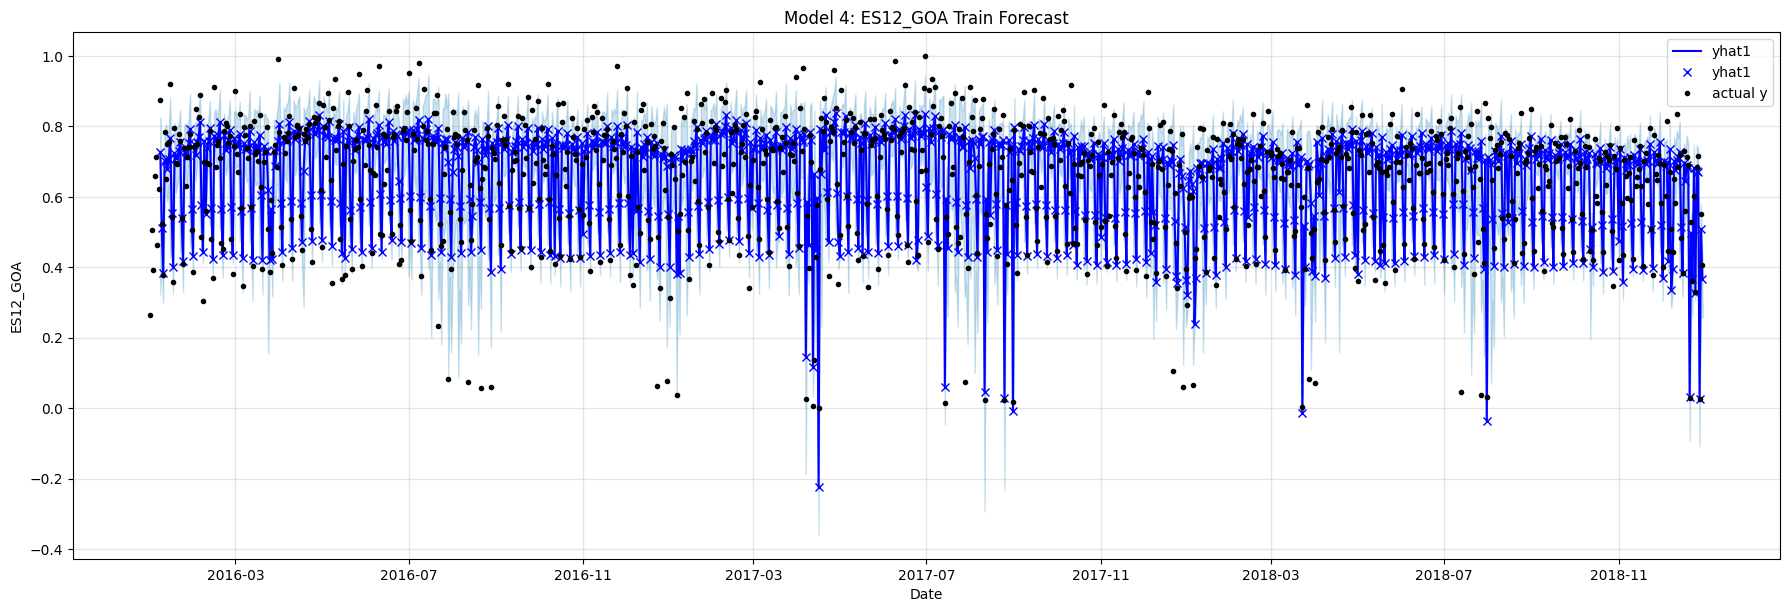 Model 4: ES12_GOA Train Forecast
yhat1
yhat1
actual y
ES12_GOA
1.0
0.8
0.6
0.4
0.2
0.0
−0.2
−0.4
2016-03
2016-07
2016-11
2017-03
2017-07
2017-11
2018-03
2018-07
2018-11
Date